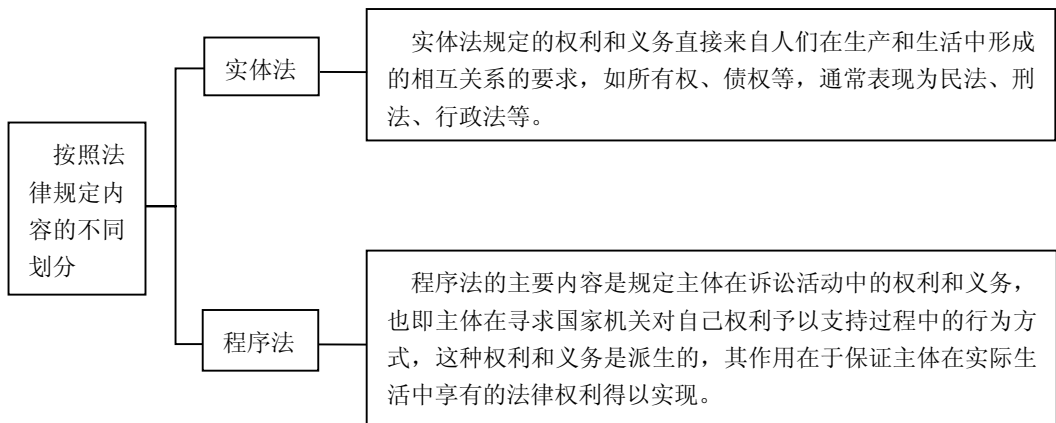 实体法
实体法规定的权利和义务直接来自人们在生产和生活中形成
的相互关系的要求，如所有权、债权等，通常表现为民法、刑
法、行政法等。
按照法
律规定内
容的不同
划分
程序法
程序法的主要内容是规定主体在诉讼活动中的权利和义务，
也即主体在寻求国家机关对自己权利予以支持过程中的行为方
式，这种权利和义务是派生的，其作用在于保证主体在实际生
活中享有的法律权利得以实现。